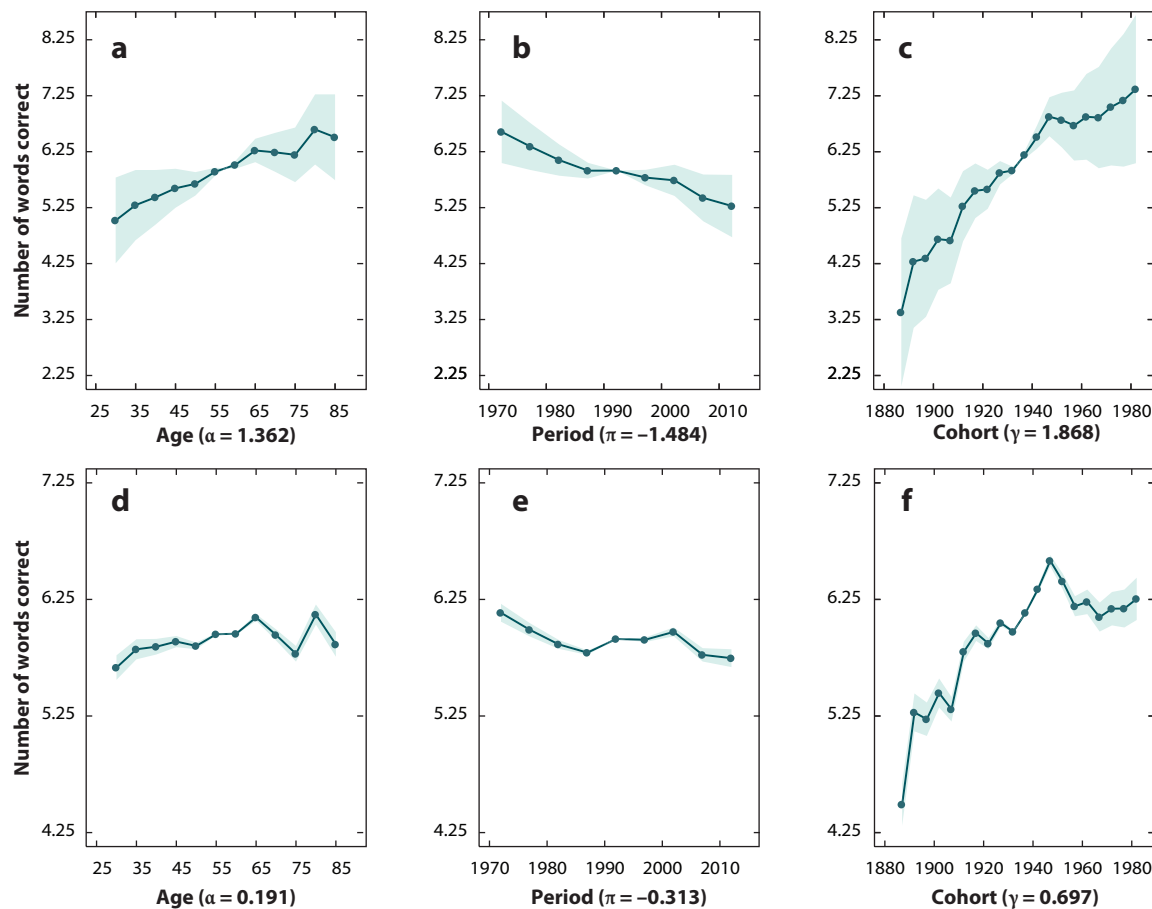 a
b
c
Number of words correct
8.25
7.25
6.25
5.25
4.25
3.25
2.25
8.25
7.25
6.25
5.25
4.25
3.25
2.25
8.25
7.25
6.25
5.25
4.25
3.25
2.25
25 35 45 55 65 75 85
1970 1980 1990 2000 2010
1880 1900 1920 1940 1960 1980
Age (α = 1.362)
Period (π = –1.484)
Cohort (γ = 1.868)
d
e
f
Number of words correct
7.25
6.25
5.25
4.25
7.25
6.25
5.25
4.25
7.25
6.25
5.25
4.25
25 35 45 55 65 75 85
1970 1980 1990 2000 2010
1880 1900 1920 1940 1960 1980
Age (α = 0.191)
Period (π = –0.313)
Cohort (γ = 0.697)